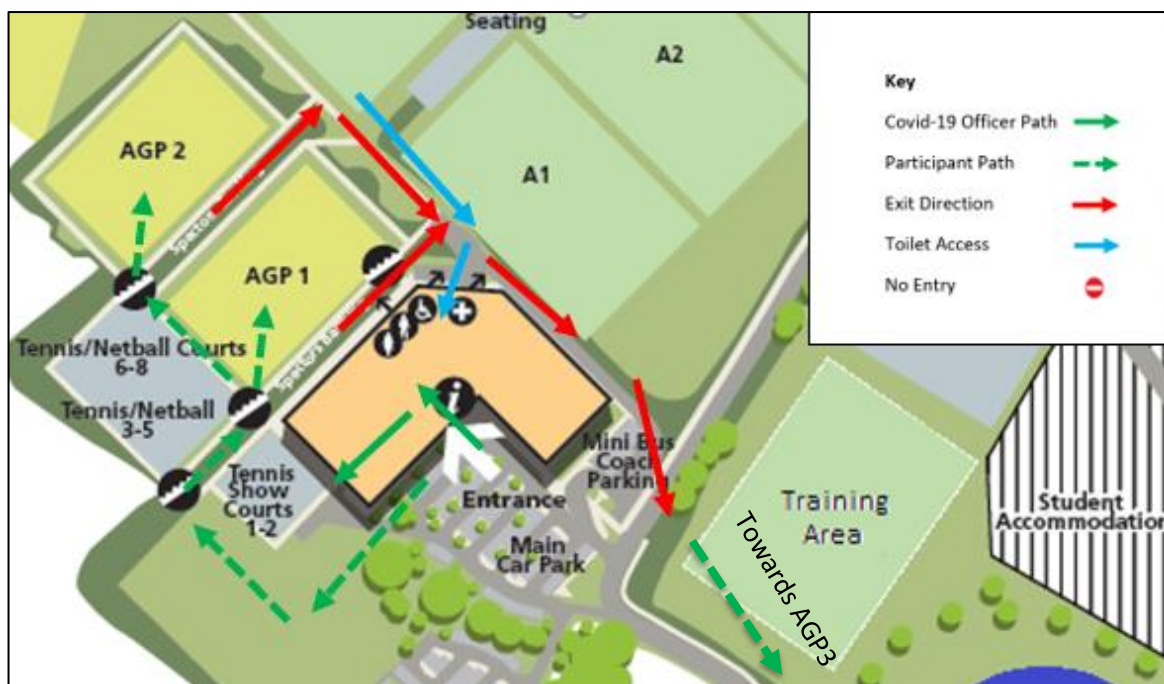 Seating
A2
Key
Covid-19 Officer Path
Participant Path
Exit Direction
Toilet Access
No Entry
AGP 2
A1
AGP 1
Tennis/Netball Courts
6-8
Tennis/Netball
3-5
i
Tennis
Show
Courts
1-2
Entrance
Main
Car Park
Mini Bus
Coach
Parking
Training
Area
Towards AGP3
Student
Accommodation